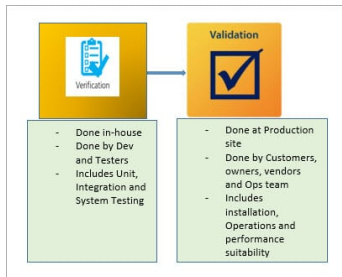 Verification
- Done in-house
- Done by Dev
and Testers
- Includes Unit,
Integration and
System Testing
Validation
- Done at Production
site
- Done by Customers,
owners, vendors
and Ops team
- Includes
installation,
Operations and
performance
suitability